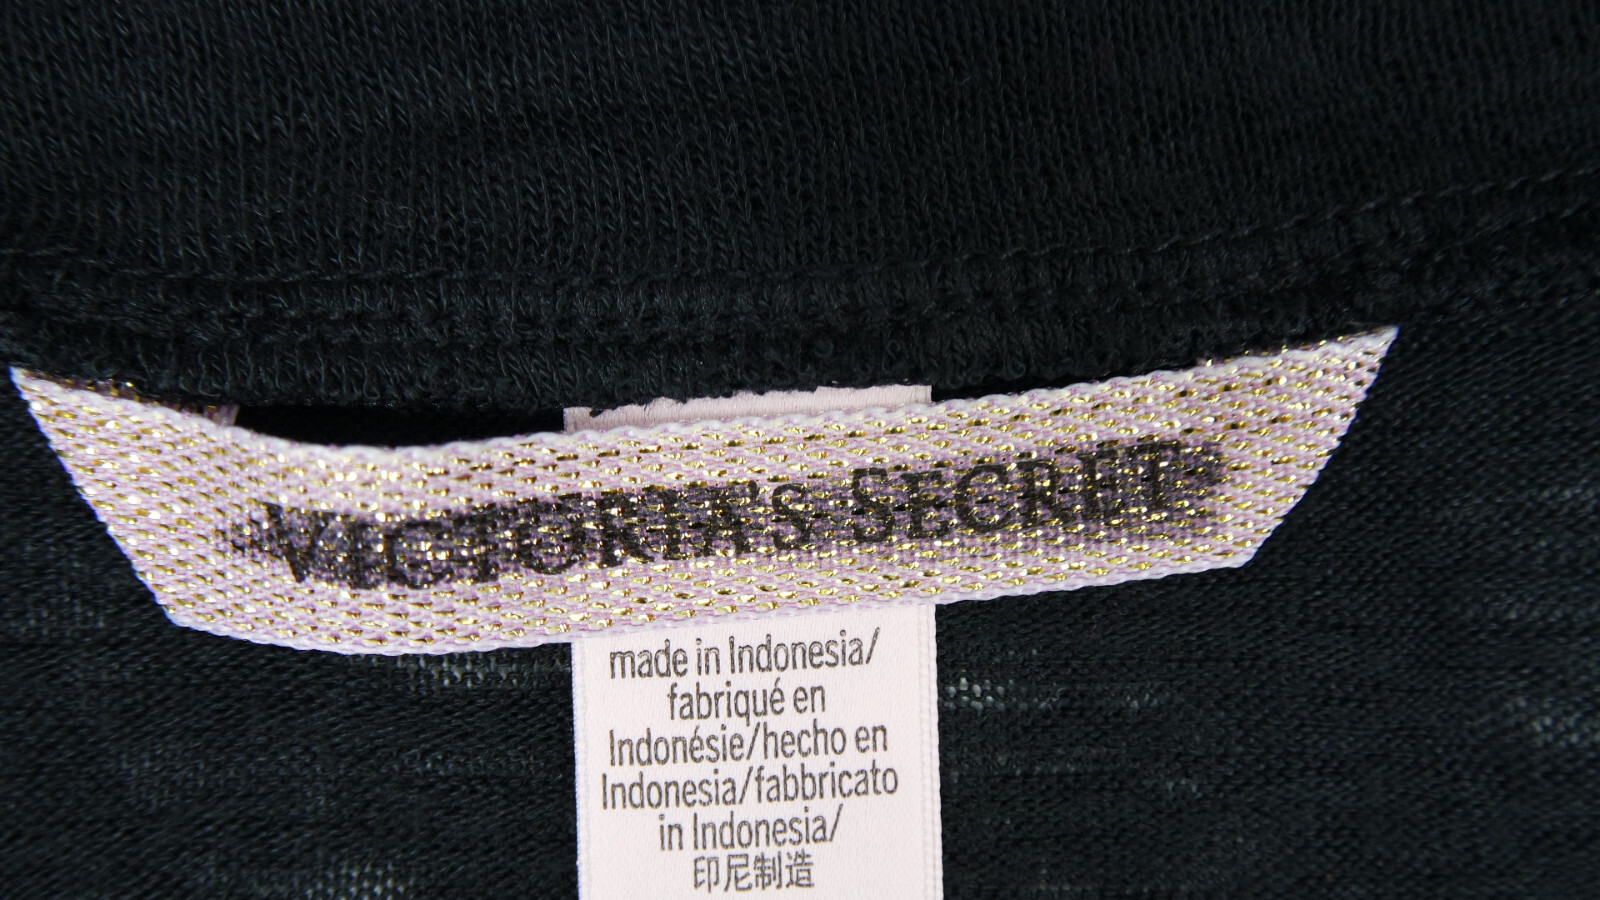 VICTORIA'S SECRET
made in Indonesia/
fabriqué en
Indonésie/hecho en
Indonesia/fabbricato
in Indonesia/
印尼制造